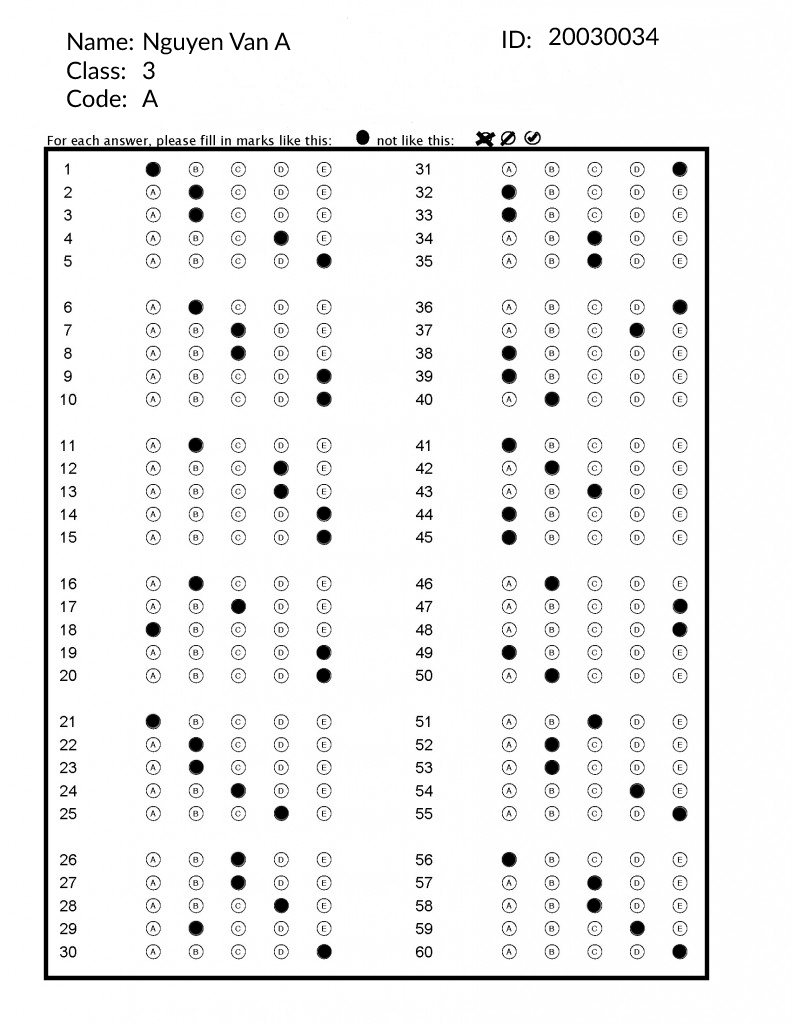 Name: Nguyen Van A ID: 20030034
Class: 3
Code: A
For each answer, please fill in marks like this: ● not like this:
1 ● B C D E 31 A B C D ●
2 A ● C D E 32 ● B C D E
3 A ● C D E 33 ● B C D E
4 A B C ● E 34 A B ● D E
5 A B C D ● 35 A B ● D E
6 A ● C D E 36 A B C D ●
7 A B ● D E 37 A B C ● E
8 A B ● D E 38 ● B C D E
9 A B C D ● 39 ● B C D E
10 A B C D ● 40 A ● C D E
11 A ● C D E 41 ● B C D E
12 A B C ● E 42 A ● C D E
13 A B C ● E 43 A B ● D E
14 A B C D ● 44 ● B C D E
15 A B C D ● 45 ● B C D E
16 A ● C D E 46 A ● C D E
17 A B ● D E 47 A B C D ●
18 ● B C D E 48 A B C D ●
19 A B C D ● 49 ● B C D E
20 A B C D ● 50 A ● C D E
21 ● B C D E 51 A B ● D E
22 A ● C D E 52 A ● C D E
23 A ● C D E 53 A ● C D E
24 A B ● D E 54 A B C ● E
25 A B C ● E 55 A B C D ●
26 A B ● D E 56 ● B C D E
27 A B ● D E 57 A B ● D E
28 A B C ● E 58 A B ● D E
29 A ● C D E 59 A B C ● E
30 A B C D ● 60 A B C D ●